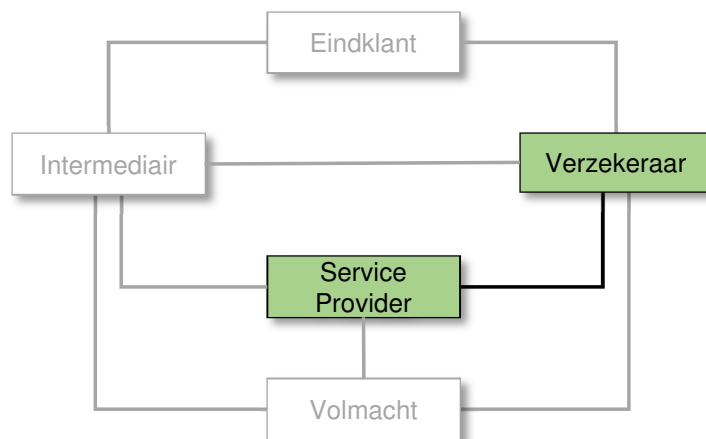 Eindklant
Intermediair
Verzekeraar
Service
Provider
Volmacht